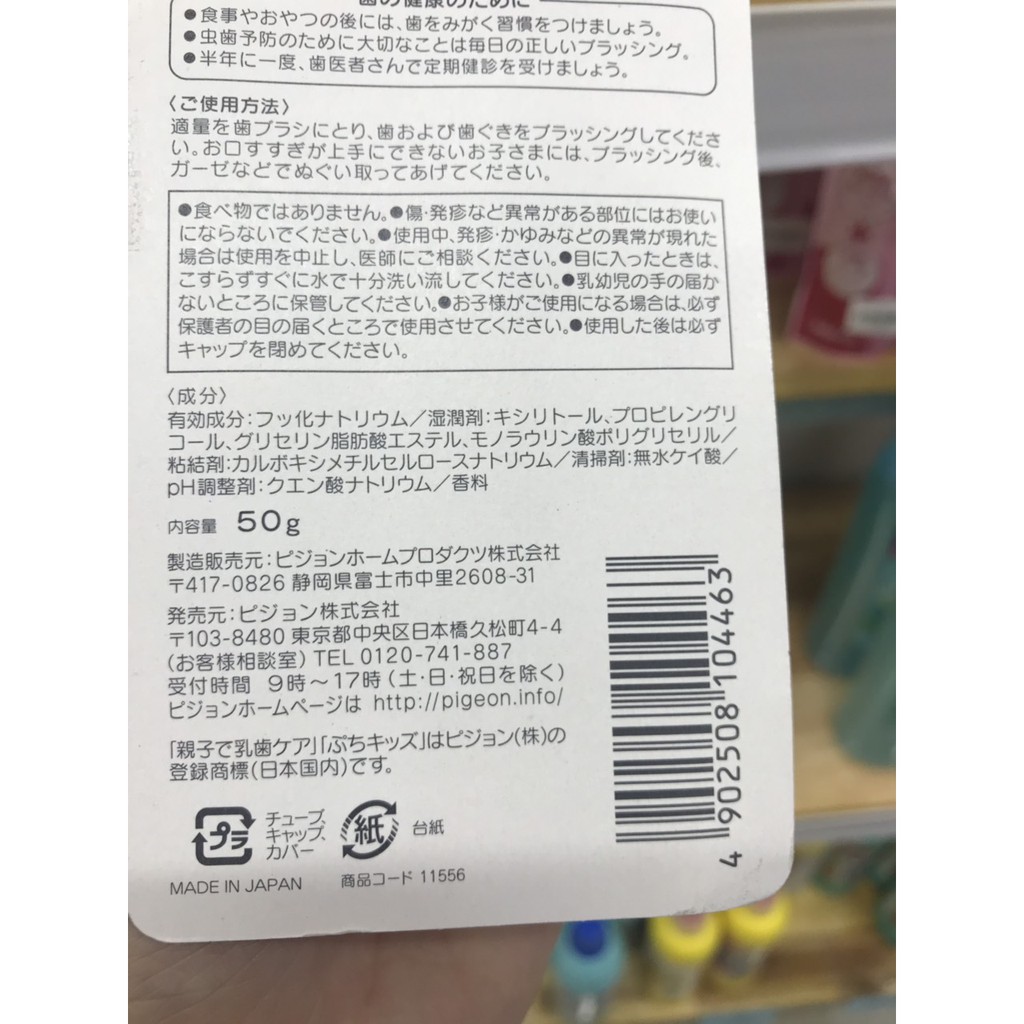 歯の健康のために
●食事やおやつの後には、歯をみがく習慣をつけましょう。
●虫歯予防のために大切なことは毎日の正しいブラッシング。
●半年に一度、歯医者さんで定期健診を受けましょう。
〈ご使用方法〉
適量を歯ブラシにとり、歯および歯ぐきをブラッシングしてくださ
い。お口すすぎが上手にできないお子さまには、ブラッシング後、
ガーゼなどでぬぐい取ってあげてください。
●食べ物ではありません。●傷・発疹など異常がある部位にはお使い
にならないでください。●使用中、発疹・かゆみなどの異常が現れた
場合は使用を中止し、医師にご相談ください。●目に入ったときは、
こすらずすぐに水で十分洗い流してください。●乳幼児の手の届か
ないところに保管してください。●お子様がご使用になる場合は、必ず
保護者の目の届くところで使用させてください。●使用した後は必ず
キャップを閉めてください。
〈成分〉
有効成分:フッ化ナトリウム/湿潤剤:キシリトール、プロピレングリ
コール、グリセリン脂肪酸エステル、モノラウリン酸ポリグリセリル/
粘結剤:カルボキシメチルセルロースナトリウム/清掃剤:無水ケイ酸/
pH調整剤:クエン酸ナトリウム/香料
内容量 50g
製造販売元:ピジョンホームプロダクツ株式会社
〒417-0826 静岡県富士市中里2608-31
発売元:ピジョン株式会社
〒103-8480 東京都中央区日本橋久松町4-4
(お客様相談室) TEL 0120-741-887
受付時間 9時～17時(土・日・祝日を除く)
ピジョンホームページは http://pigeon.info/
「親子で乳歯ケア」「ぷちキッズ」はピジョン(株)の
登録商標(日本国内)です。
プラ
チューブ、
キャップ、
カバー
紙
台紙
MADE IN JAPAN 商品コード 11556
4 902508 104463